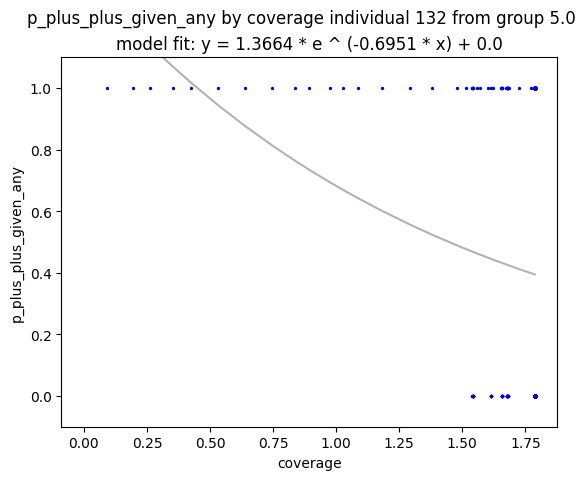 p_plus_plus_given_any by coverage individual 132 from group 5.0
model fit: y = 1.3664 * e ^ (-0.6951 * x) + 0.0
1.0
0.8
0.6
0.4
0.2
0.0
p_plus_plus_given_any
0.00 0.25 0.50 0.75 1.00 1.25 1.50 1.75
coverage